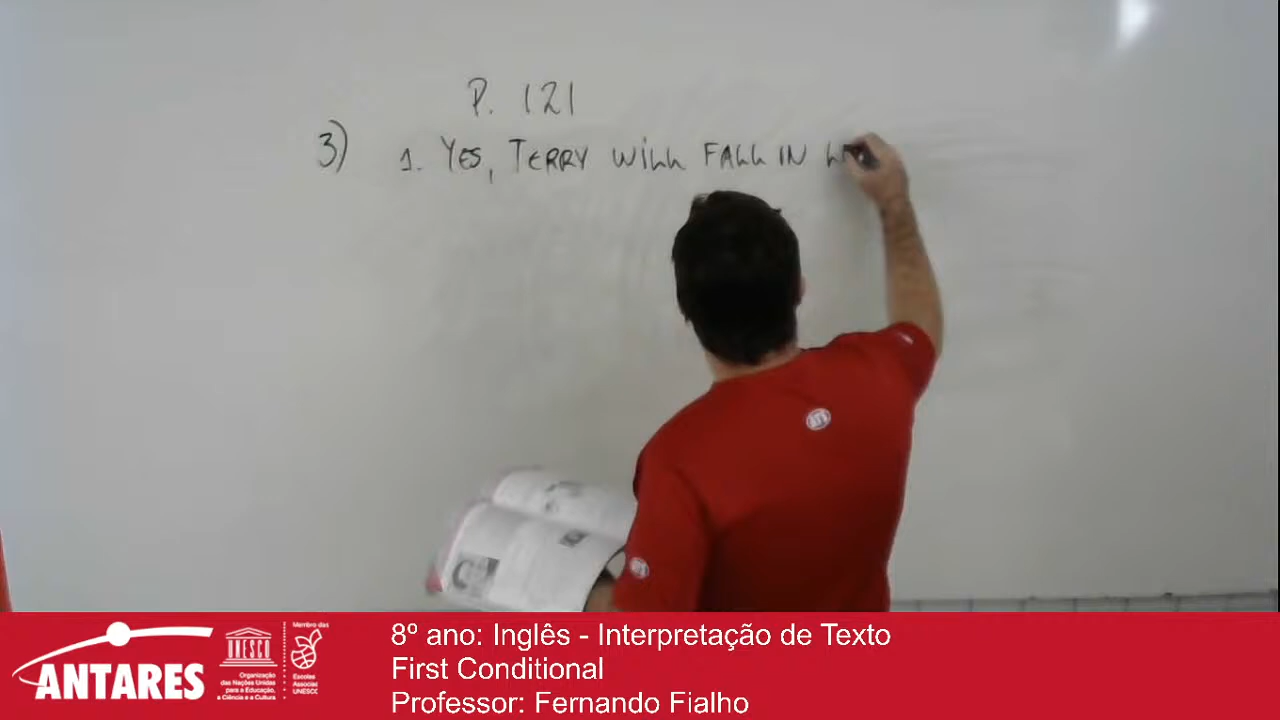 P. 121
3) 1. YES, TERRY WILL FALL IN
ANTARES
UNESCO
Organização
das Nações Unidas
para a Educação,
a Ciência e a Cultura
Membro das
Escolas
Associadas
UNESCO
8º ano: Inglês - Interpretação de Texto
First Conditional
Professor: Fernando Fialho